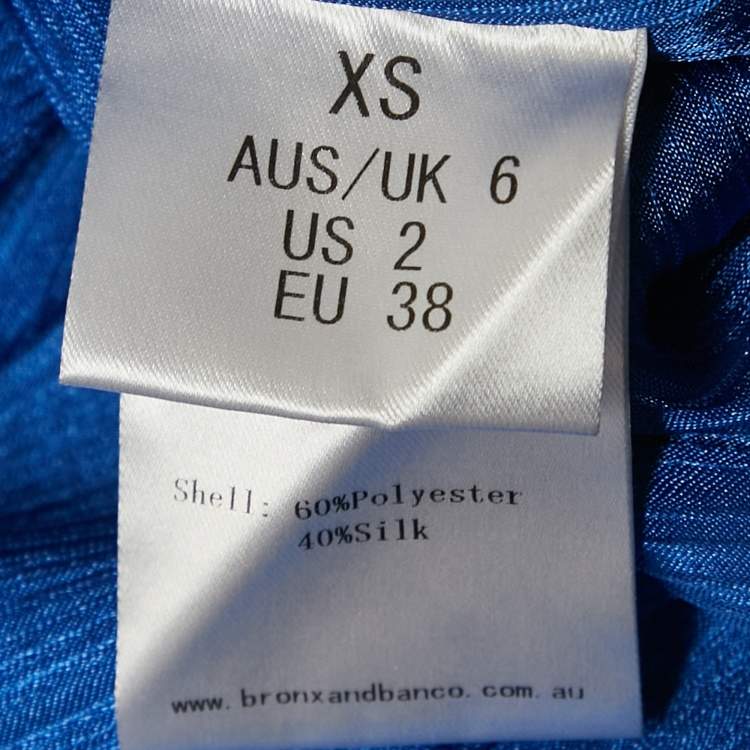 XS
AUS/UK 6
US 2
EU 38
Shell: 60%Polyester
40%Silk
www.bronxandbanco.com.au